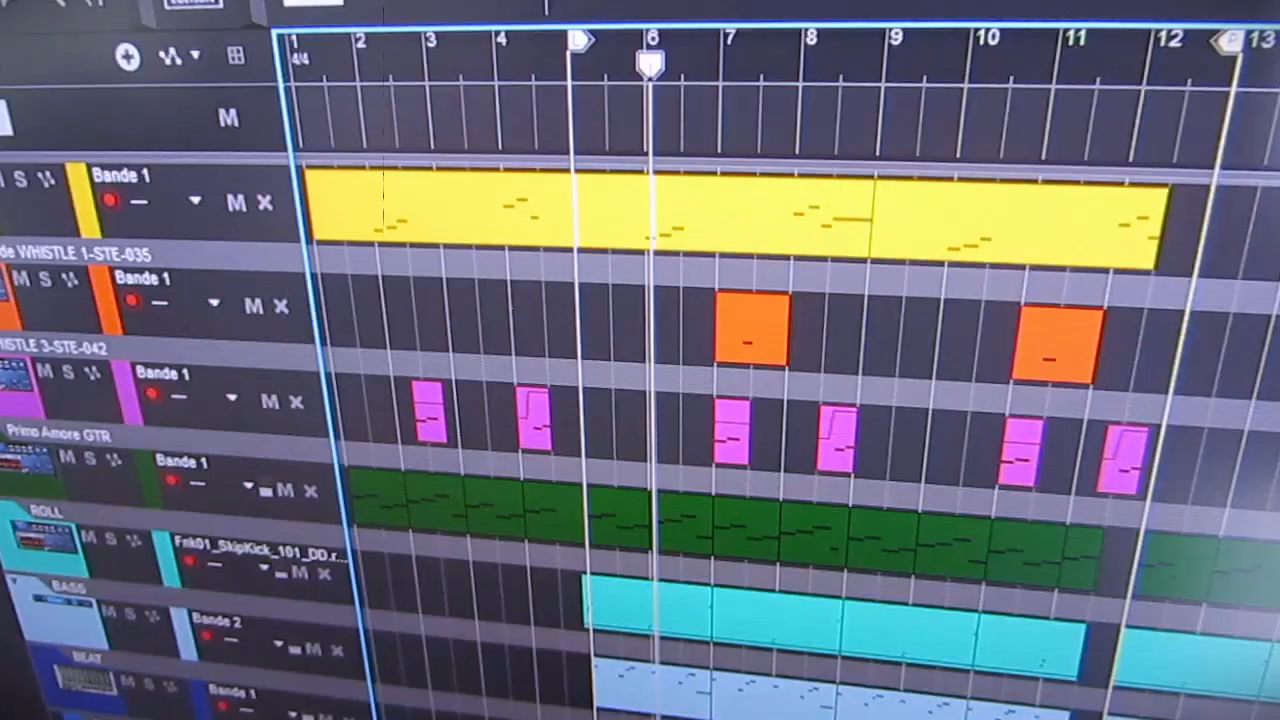 1 2 3 4 L 6 7 8 9 10 11 12 R 13
4/4
M
S Bande 1
M
de WHISTLE 1-STE-035
M S Bande 1
M
HISTLE 3-STE-042
M S Bande 1
M
Primo Amore GTR
M S Bande 1
M
ROLL
M S Fnk01_SkipKick_101_DD.r...
M
BASS
M S Bande 2
M
BEAT
M S Bande 1
M